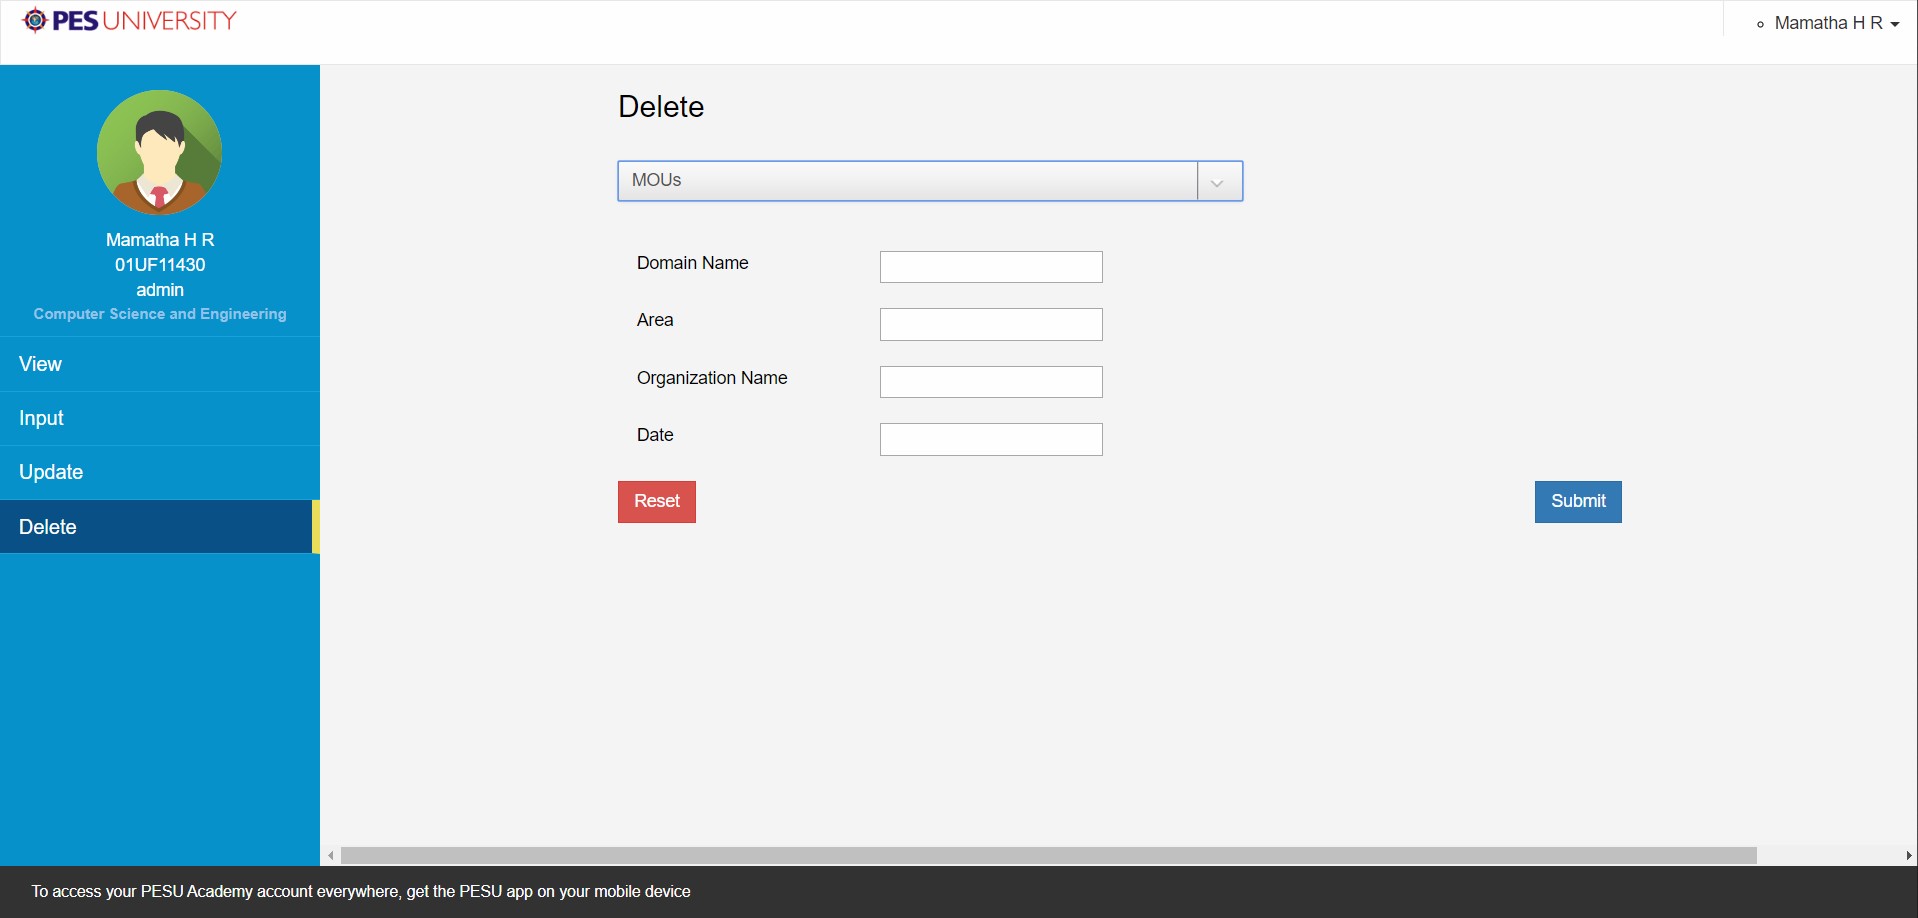 PES UNIVERSITY
Mamatha H R
Mamatha H R
01UF11430
admin
Computer Science and Engineering
View
Input
Update
Delete
Delete
MOUs
Domain Name
Area
Organization Name
Date
Reset
Submit
To access your PESU Academy account everywhere, get the PESU app on your mobile device